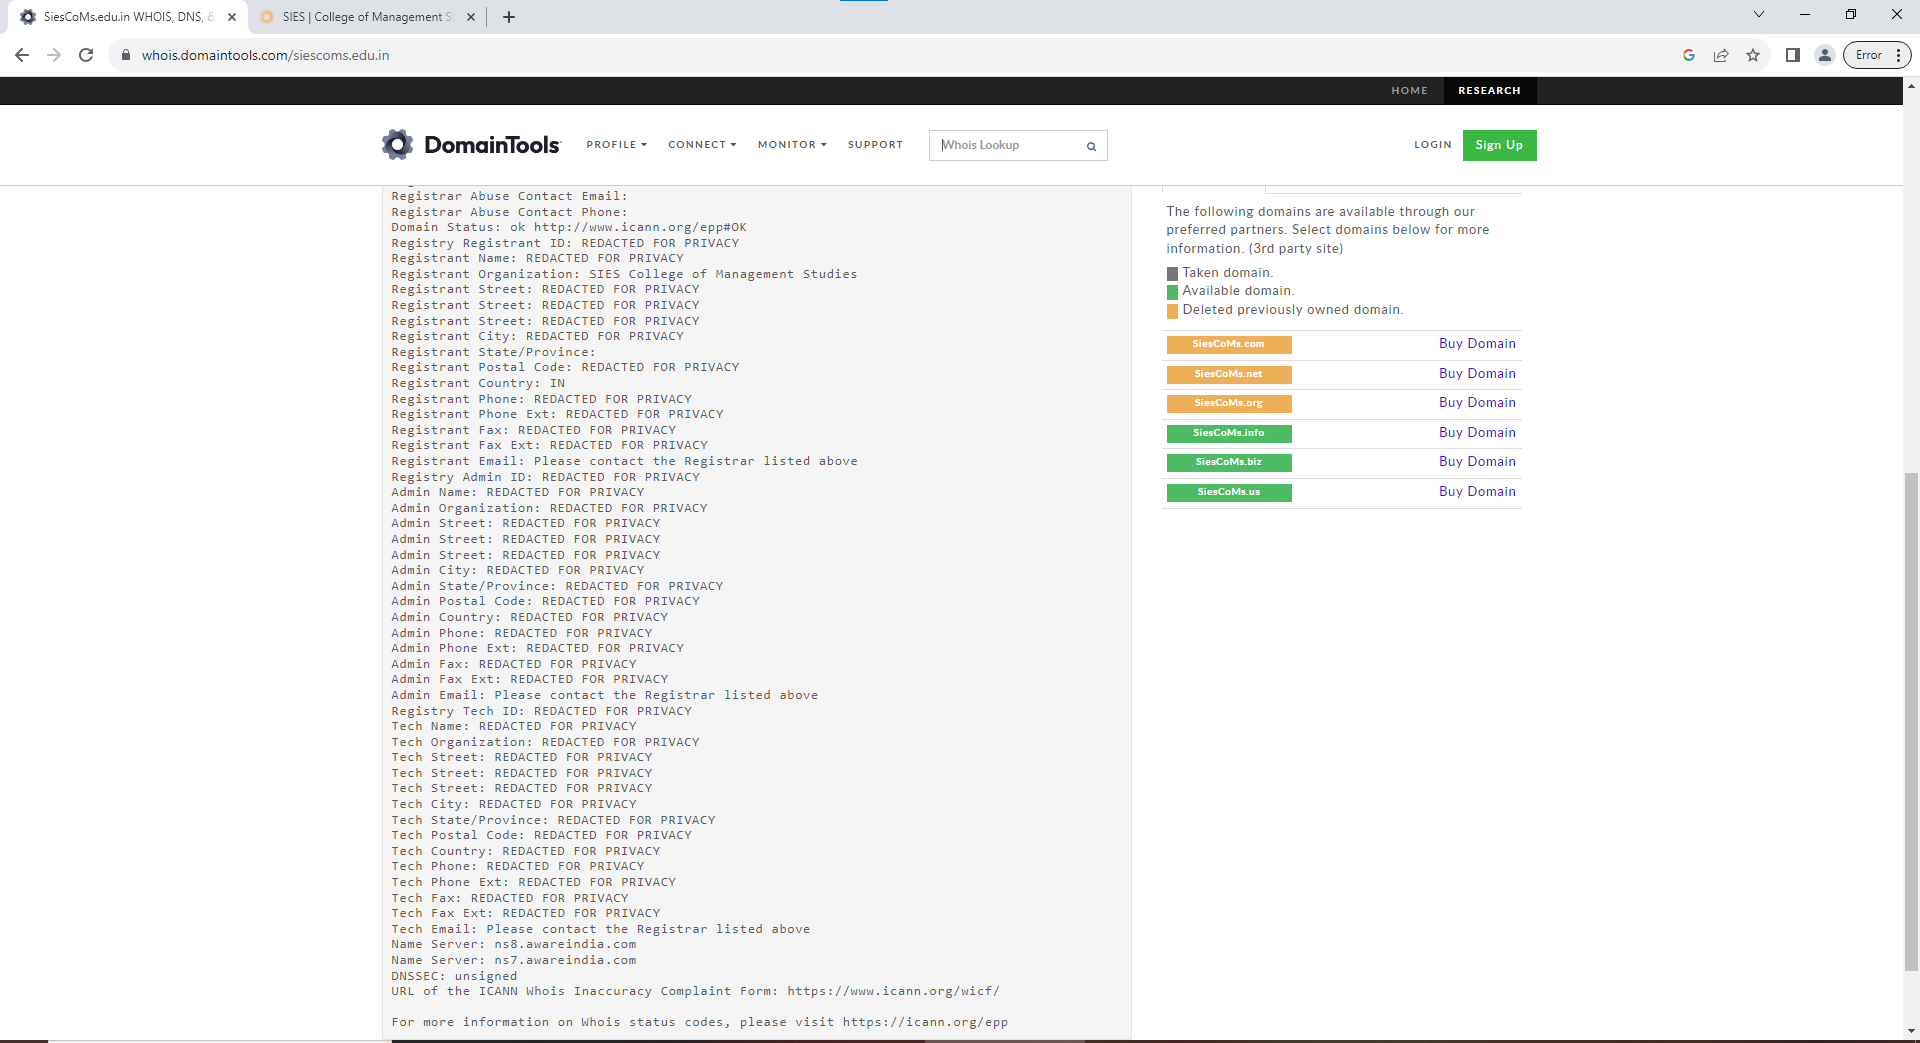 SiesCoMs.edu.in WHOIS, DNS, &
SIES | College of Management S
whois.domaintools.com/siescoms.edu.in
Error
HOME
RESEARCH
DomainTools
PROFILE
CONNECT
MONITOR
SUPPORT
Whois Lookup
LOGIN
Sign Up
Registrar Abuse Contact Email:
Registrar Abuse Contact Phone:
Domain Status: ok http://www.icann.org/epp#OK
Registry Registrant ID: REDACTED FOR PRIVACY
Registrant Name: REDACTED FOR PRIVACY
Registrant Organization: SIES College of Management Studies
Registrant Street: REDACTED FOR PRIVACY
Registrant Street: REDACTED FOR PRIVACY
Registrant Street: REDACTED FOR PRIVACY
Registrant City: REDACTED FOR PRIVACY
Registrant State/Province:
Registrant Postal Code: REDACTED FOR PRIVACY
Registrant Country: IN
Registrant Phone: REDACTED FOR PRIVACY
Registrant Phone Ext: REDACTED FOR PRIVACY
Registrant Fax: REDACTED FOR PRIVACY
Registrant Fax Ext: REDACTED FOR PRIVACY
Registrant Email: Please contact the Registrar listed above
Registry Admin ID: REDACTED FOR PRIVACY
Admin Name: REDACTED FOR PRIVACY
Admin Organization: REDACTED FOR PRIVACY
Admin Street: REDACTED FOR PRIVACY
Admin Street: REDACTED FOR PRIVACY
Admin Street: REDACTED FOR PRIVACY
Admin City: REDACTED FOR PRIVACY
Admin State/Province: REDACTED FOR PRIVACY
Admin Postal Code: REDACTED FOR PRIVACY
Admin Country: REDACTED FOR PRIVACY
Admin Phone: REDACTED FOR PRIVACY
Admin Phone Ext: REDACTED FOR PRIVACY
Admin Fax: REDACTED FOR PRIVACY
Admin Fax Ext: REDACTED FOR PRIVACY
Admin Email: Please contact the Registrar listed above
Registry Tech ID: REDACTED FOR PRIVACY
Tech Name: REDACTED FOR PRIVACY
Tech Organization: REDACTED FOR PRIVACY
Tech Street: REDACTED FOR PRIVACY
Tech Street: REDACTED FOR PRIVACY
Tech Street: REDACTED FOR PRIVACY
Tech City: REDACTED FOR PRIVACY
Tech State/Province: REDACTED FOR PRIVACY
Tech Postal Code: REDACTED FOR PRIVACY
Tech Country: REDACTED FOR PRIVACY
Tech Phone: REDACTED FOR PRIVACY
Tech Phone Ext: REDACTED FOR PRIVACY
Tech Fax: REDACTED FOR PRIVACY
Tech Fax Ext: REDACTED FOR PRIVACY
Tech Email: Please contact the Registrar listed above
Name Server: ns8.awareindia.com
Name Server: ns7.awareindia.com
DNSSEC: unsigned
URL of the ICANN Whois Inaccuracy Complaint Form: https://www.icann.org/wicf/
For more information on Whois status codes, please visit https://icann.org/epp
The following domains are available through our
preferred partners. Select domains below for more
information. (3rd party site)
Taken domain.
Available domain.
Deleted previously owned domain.
SiesCoMs.com Buy Domain
SiesCoMs.net Buy Domain
SiesCoMs.org Buy Domain
SiesCoMs.info Buy Domain
SiesCoMs.biz Buy Domain
SiesCoMs.us Buy Domain